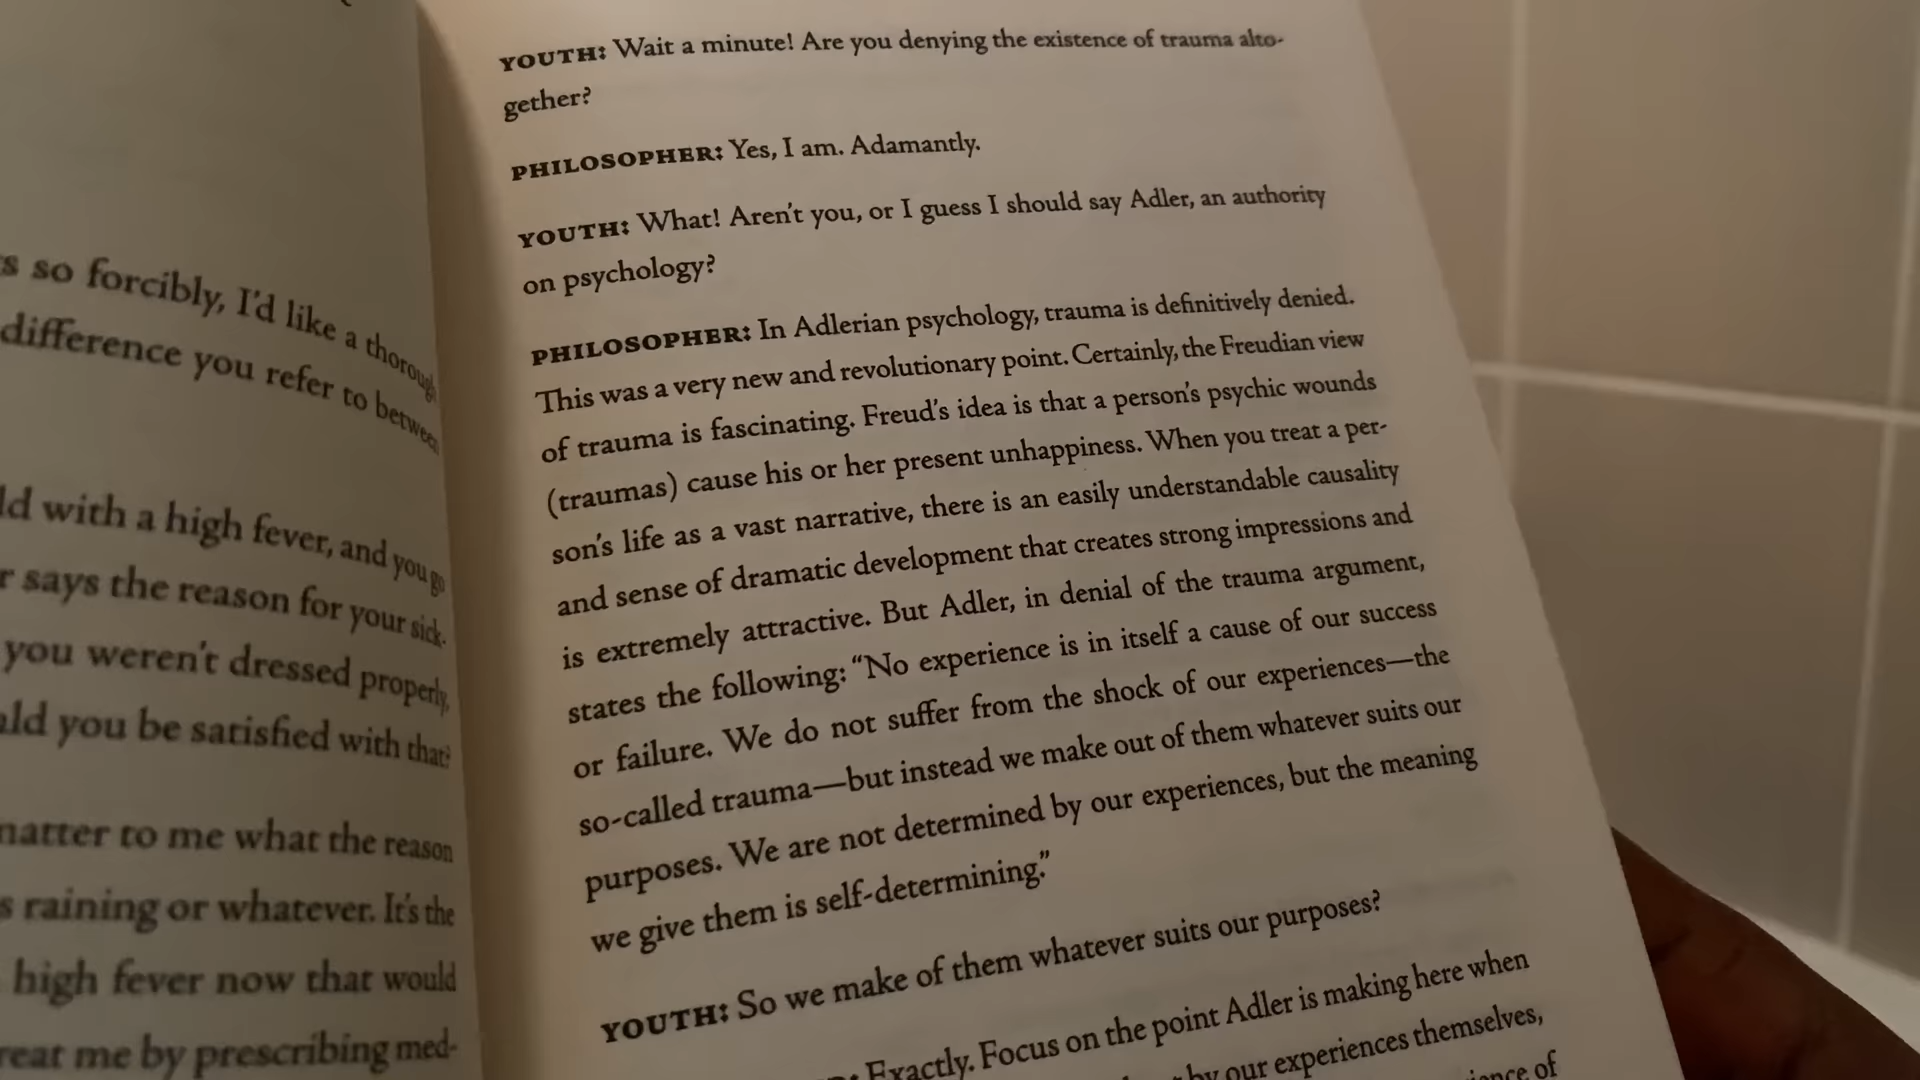 s so forcibly, I'd like a thorough
difference you refer to between
ld with a high fever, and you go
r says the reason for your sick-
you weren't dressed properly,
uld you be satisfied with that?
matter to me what the reason
s raining or whatever. It's the
high fever now that would
reat me by prescribing med-
YOUTH: Wait a minute! Are you denying the existence of trauma alto-
gether?
PHILOSOPHER: Yes, I am. Adamantly.
YOUTH: What! Aren't you, or I guess I should say Adler, an authority
on psychology?
PHILOSOPHER: In Adlerian psychology, trauma is definitively denied.
This was a very new and revolutionary point. Certainly, the Freudian view
of trauma is fascinating. Freud's idea is that a person's psychic wounds
(traumas) cause his or her present unhappiness. When you treat a per-
son's life as a vast narrative, there is an easily understandable causality
and sense of dramatic development that creates strong impressions and
is extremely attractive. But Adler, in denial of the trauma argument,
states the following: “No experience is in itself a cause of our success
or failure. We do not suffer from the shock of our experiences—the
so-called trauma—but instead we make out of them whatever suits our
purposes. We are not determined by our experiences, but the meaning
we give them is self-determining.”
YOUTH: So we make of them whatever suits our purposes?
Exactly. Focus on the point Adler is making here when
by our experiences themselves,
of